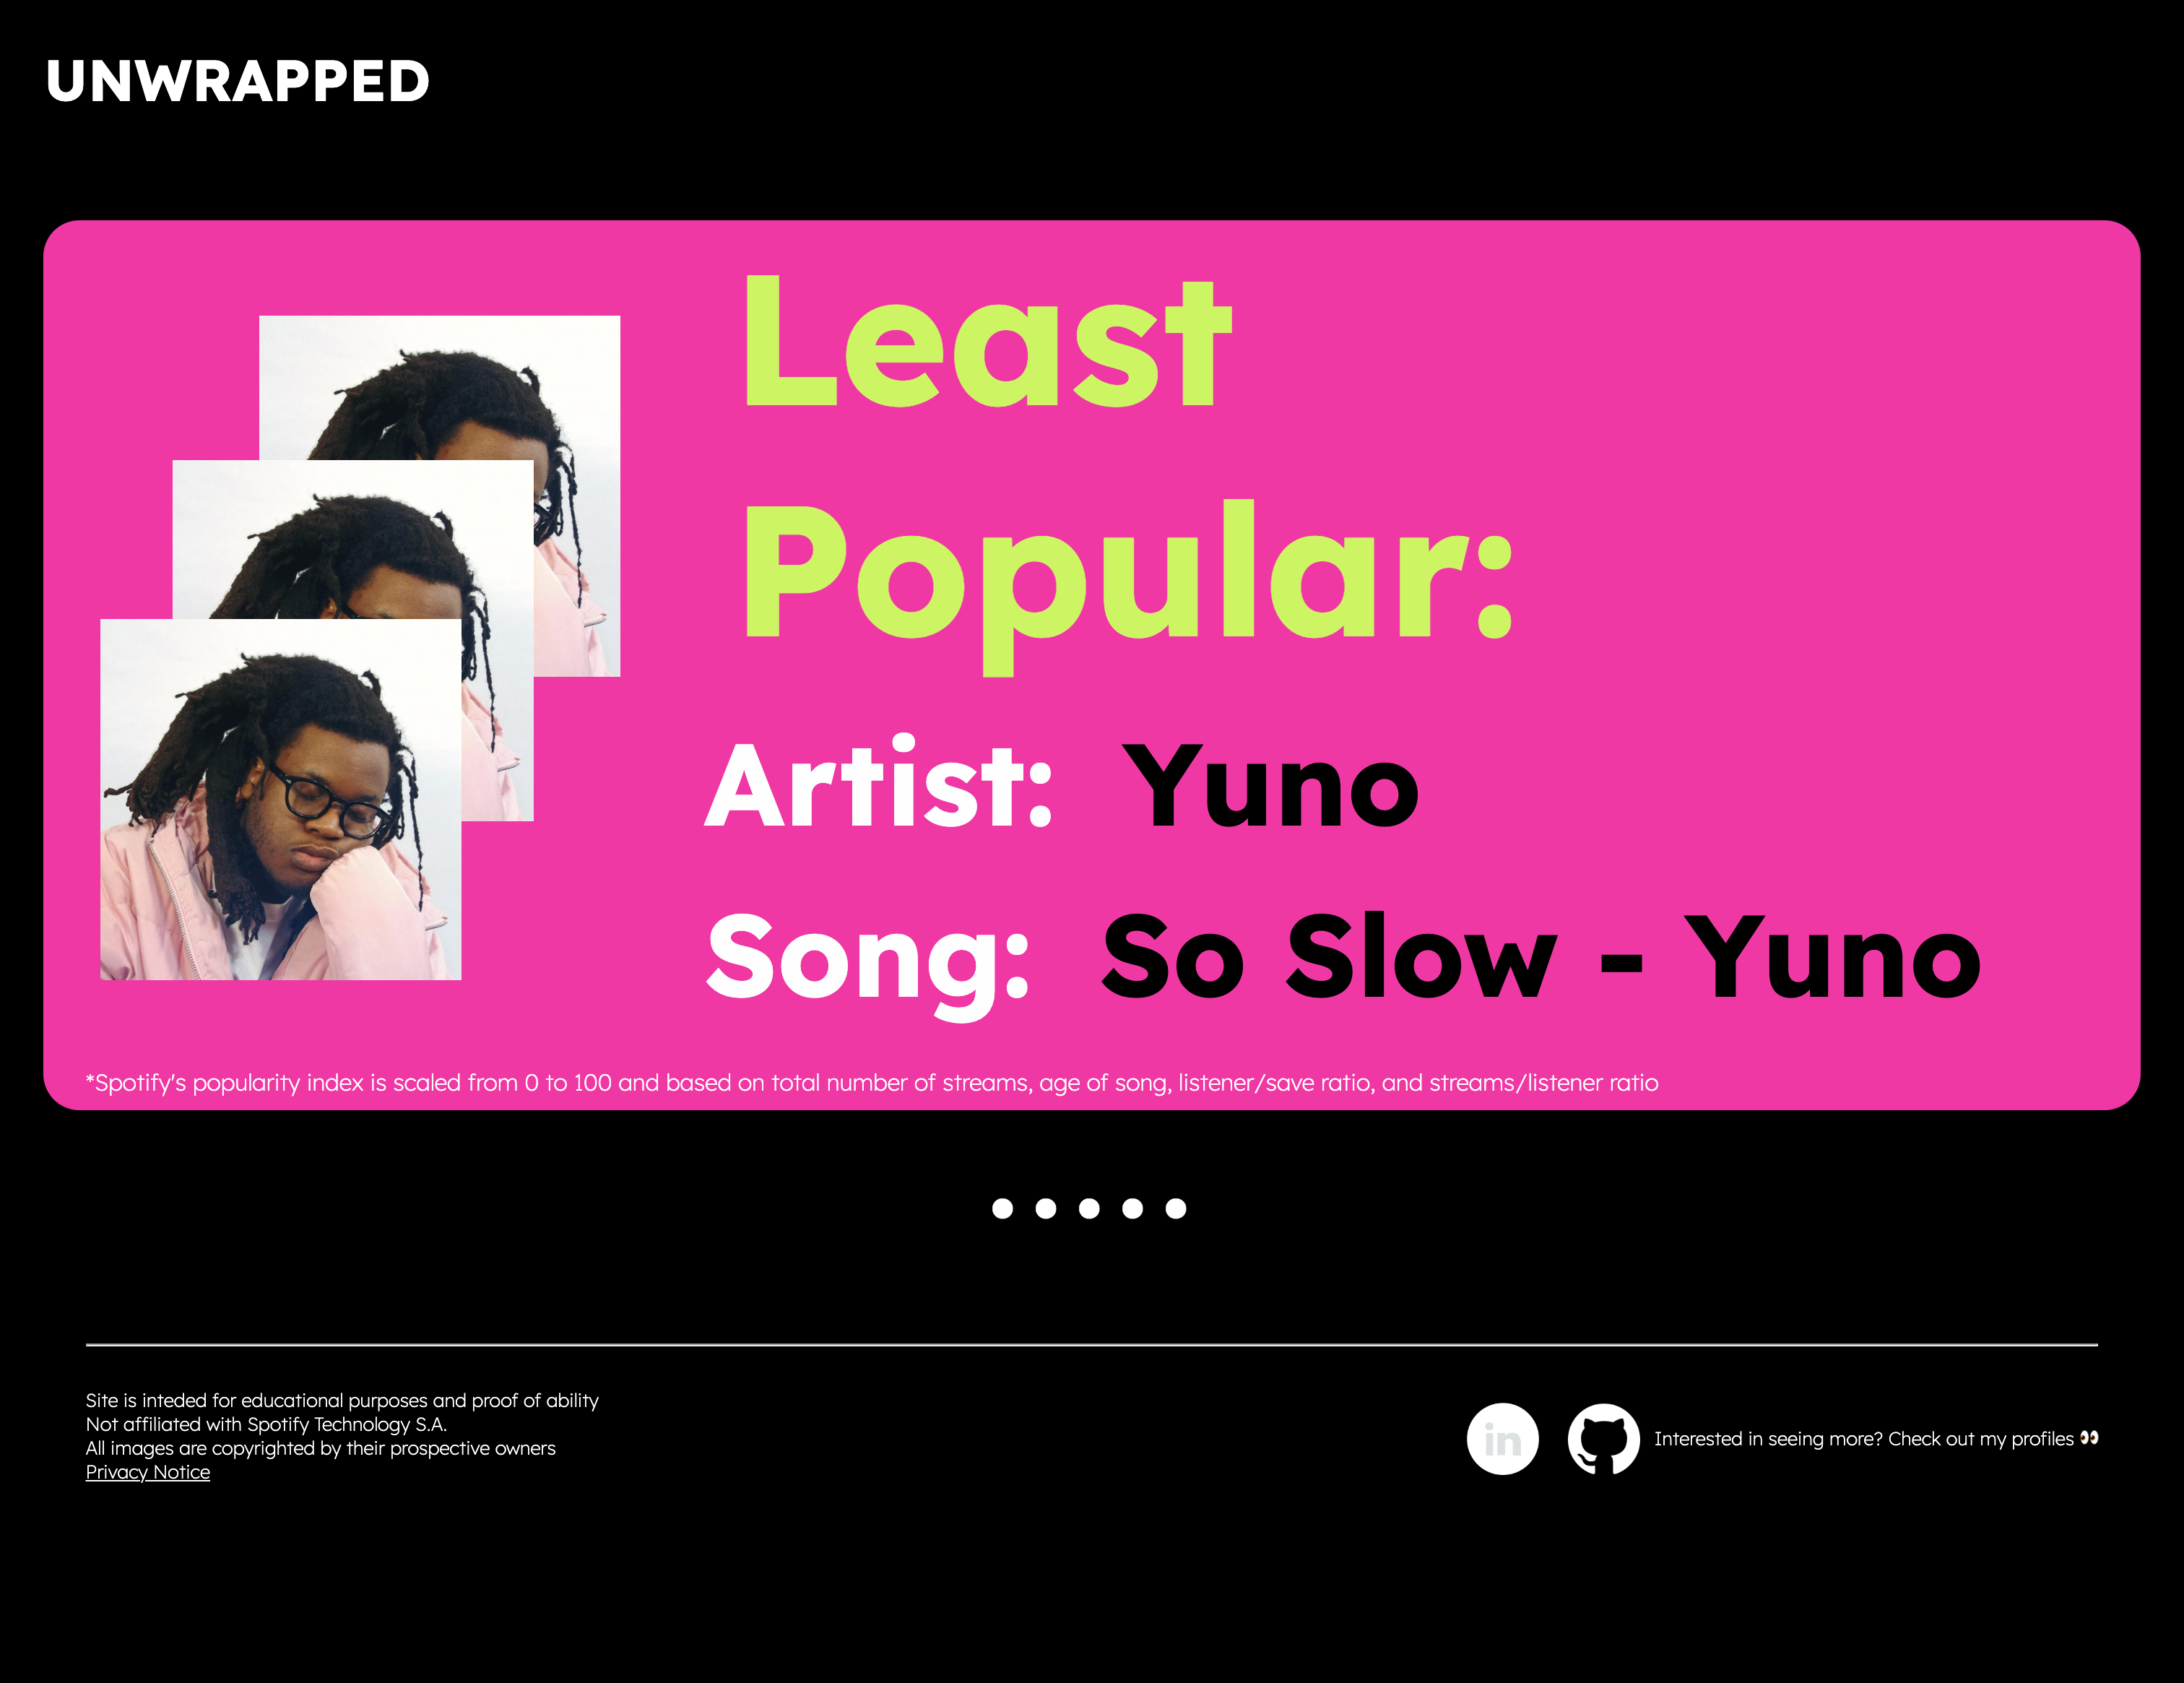 UNWRAPPED
Least
Popular:
Artist: Yuno
Song: So Slow - Yuno
*Spotify's popularity index is scaled from 0 to 100 and based on total number of streams, age of song, listener/save ratio, and streams/listener ratio
Site is inteded for educational purposes and proof of ability
Not affiliated with Spotify Technology S.A.
All images are copyrighted by their prospective owners
Privacy Notice
in
Interested in seeing more? Check out my profiles 👀